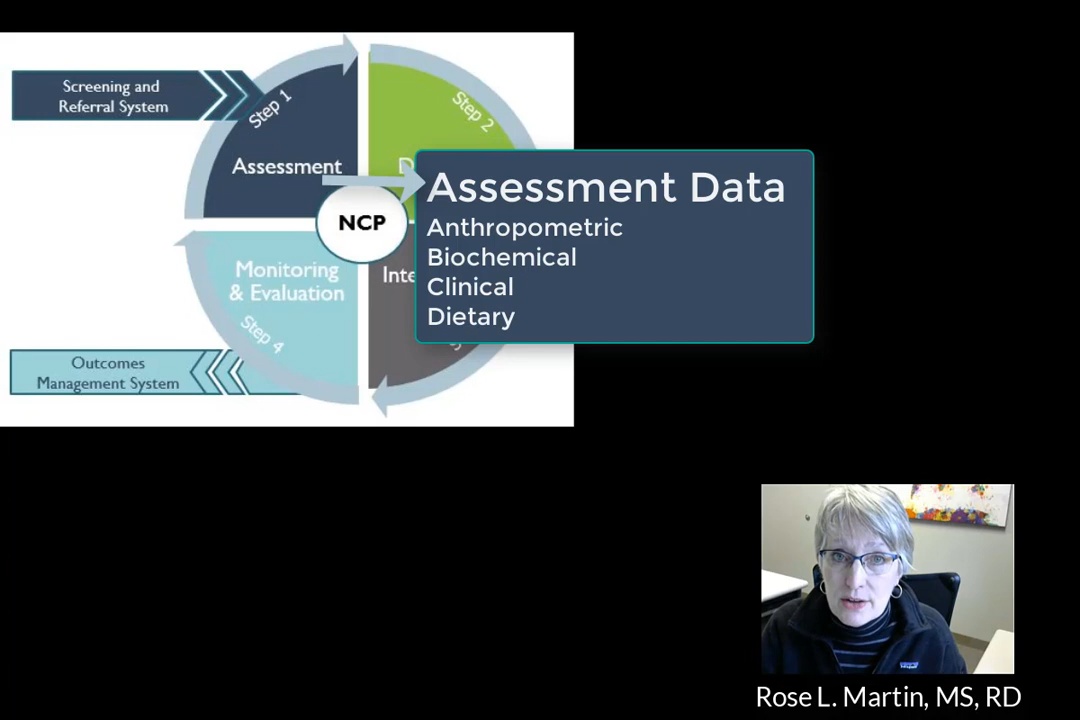 Screening and
Referral System
Step 1
Step 2
Assessment
NCP
Assessment Data
Anthropometric
Biochemical
Clinical
Dietary
Monitoring
& Evaluation
Step 4
Outcomes
Management System
Rose L. Martin, MS, RD